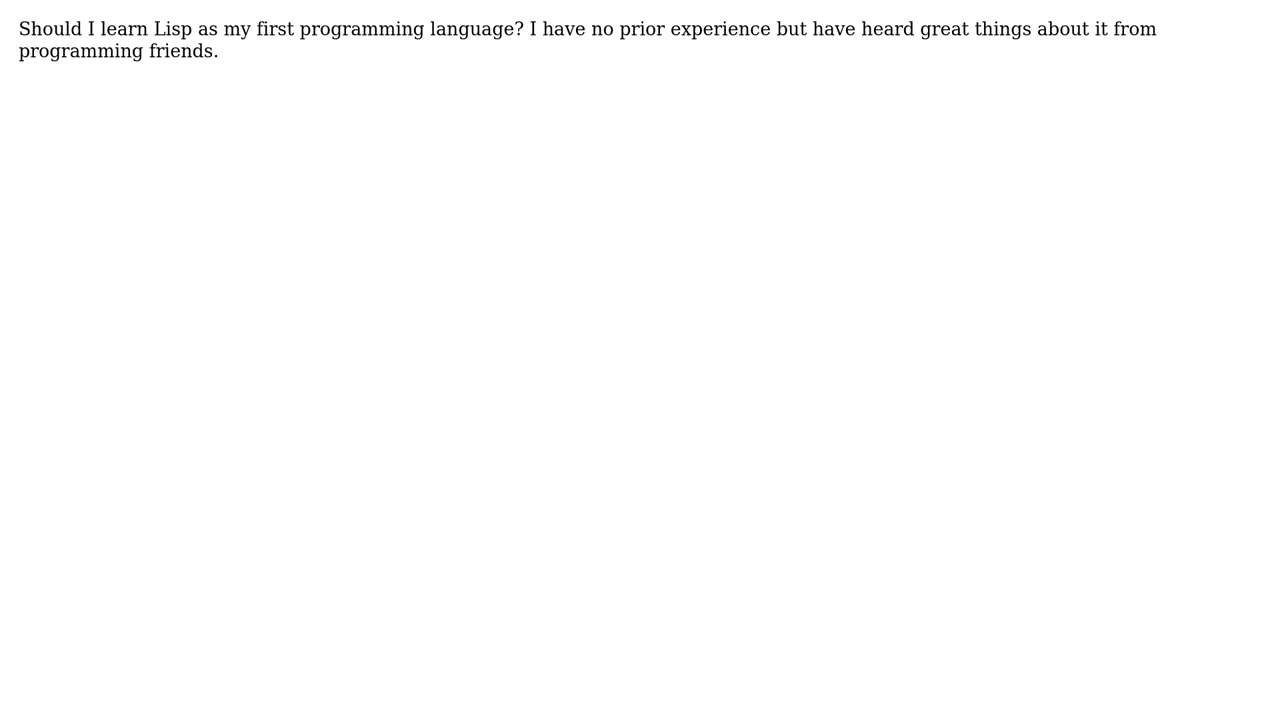 Should I learn Lisp as my first programming language? I have no prior experience but have heard great things about it from
programming friends.